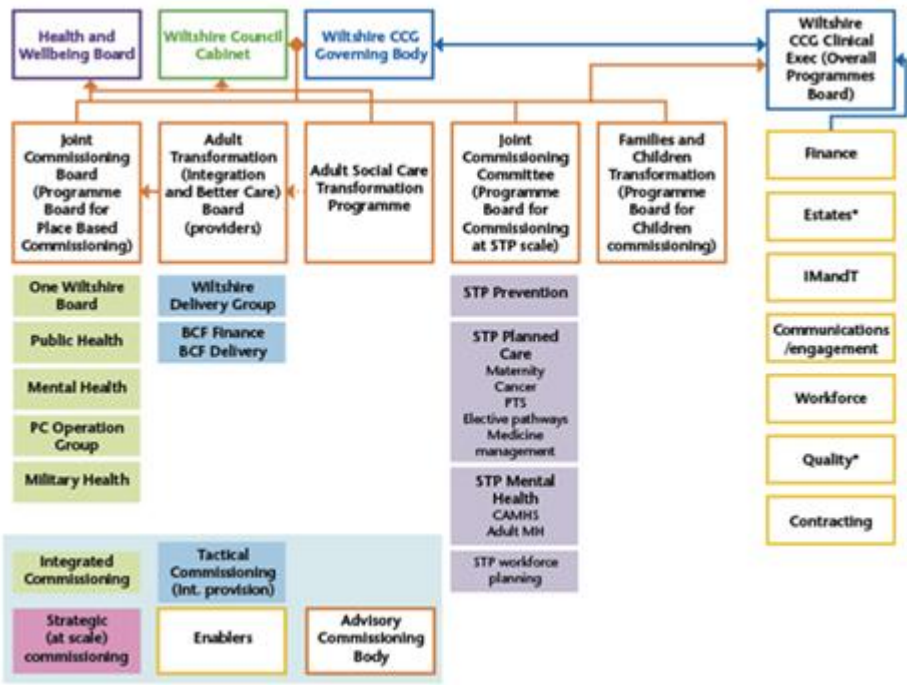 Health and
Wellbeing Board
Wiltshire Council
Cabinet
Wiltshire CCG
Governing Body
Wiltshire
CCG Clinical
Exec (Overall
Programmes
Board)
Joint
Commissioning
Board
(Programme
Board for
Place Based
Commissioning)
Adult
Transformation
(Integration
and Better Care)
Board
(providers)
Adult Social Care
Transformation
Programme
Joint
Commissioning
Committee
(Programme
Board for
Commissioning
at STP scale)
Families and
Children
Transformation
(Programme
Board for
Children
commissioning)
One Wiltshire
Board
Public Health
Mental Health
PC Operation
Group
Military Health
Wiltshire
Delivery Group
BCF Finance
BCF Delivery
STP Prevention
STP Planned
Care
Maternity
Cancer
PTS
Elective pathways
Medicine
management
STP Mental
Health
CAMHS
Adult MH
STP workforce
planning
Finance
Estates*
IMandT
Communications
/engagement
Workforce
Quality*
Contracting
Integrated
Commissioning
Tactical
Commissioning
(Int. provision)
Strategic
(at scale)
commissioning
Enablers
Advisory
Commissioning
Body